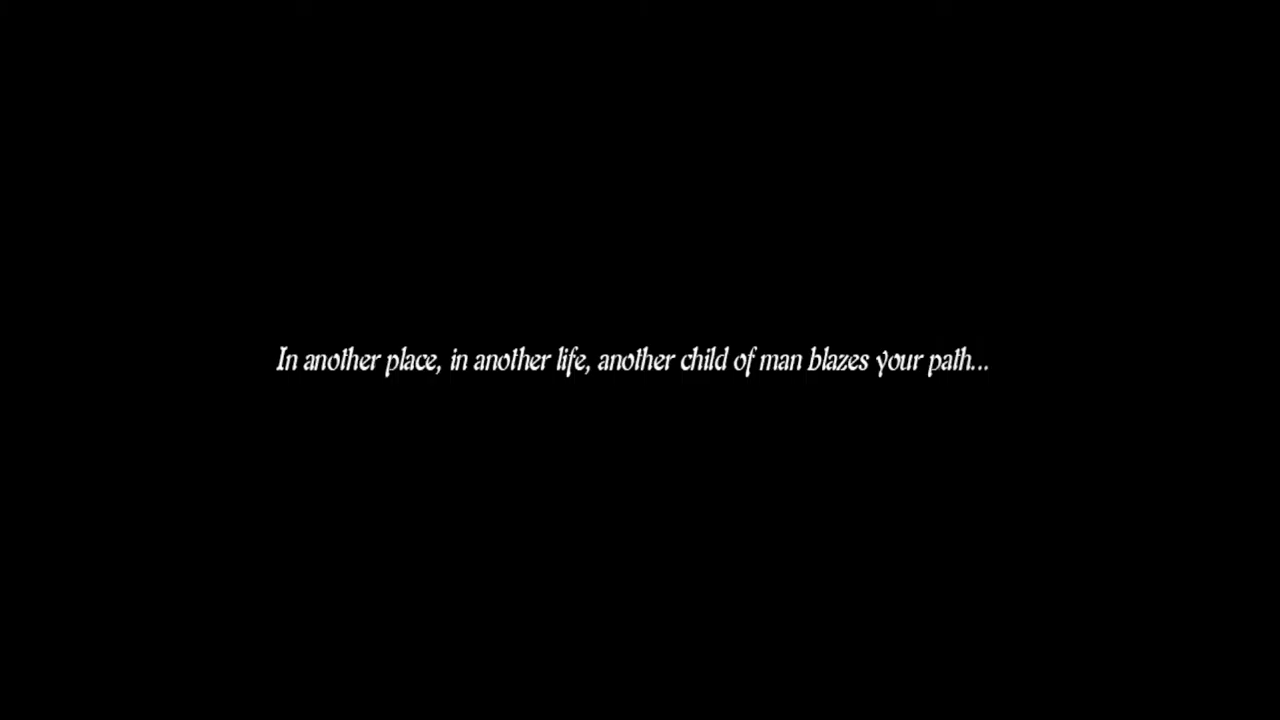 In another place, in another life, another child of man blazes your path...